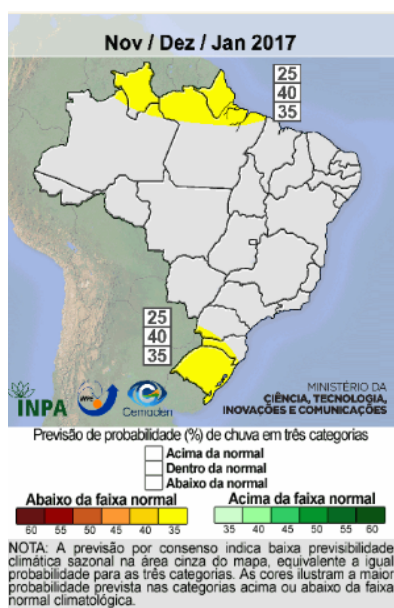 Nov / Dez / Jan 2017
25
40
35
25
40
35
INPA
INPE
Cemaden
MINISTÉRIO DA
CIÊNCIA, TECNOLOGIA,
INOVAÇÕES E COMUNICAÇÕES
Previsão de probabilidade (%) de chuva em três categorias
Acima da normal
Dentro da normal
Abaixo da normal
Abaixo da faixa normal
Acima da faixa normal
60 55 50 45 40 35
35 40 45 50 55 60
NOTA: A previsão por consenso indica baixa previsibilidade
climática sazonal na área cinza do mapa, equivalente a igual
probabilidade para as três categorias. As cores ilustram a maior
probabilidade prevista nas categorias acima ou abaixo da faixa
normal climatológica.